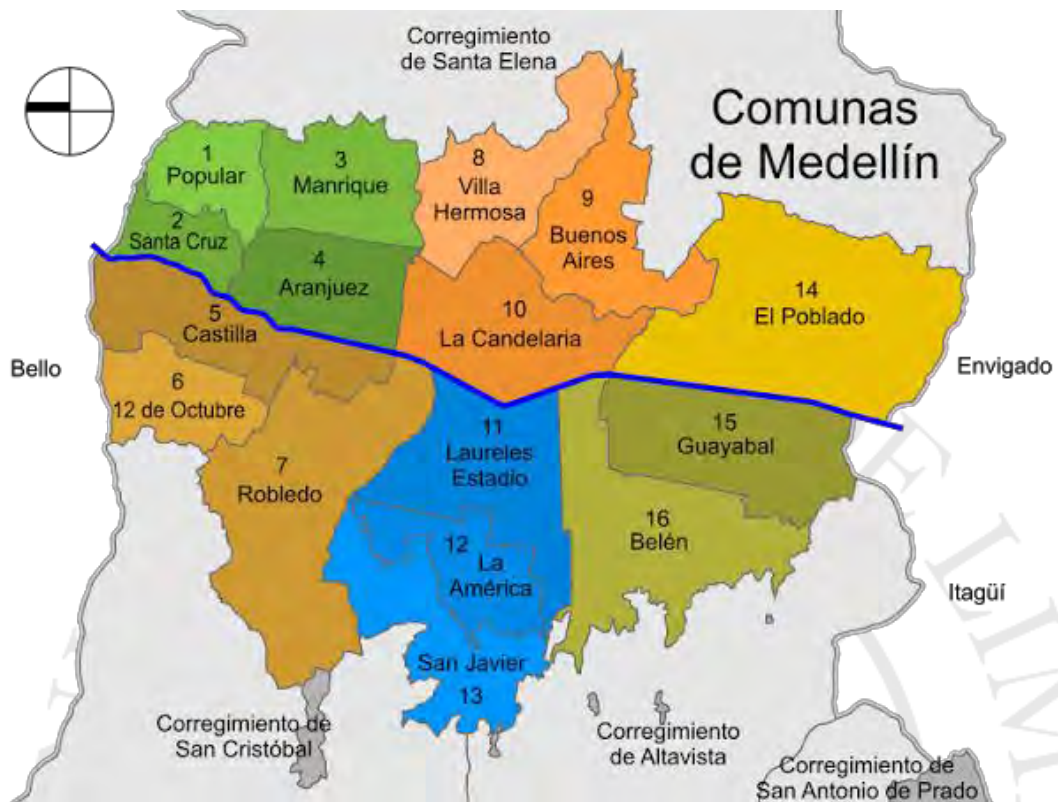 Corregimiento
de Santa Elena
Comunas
de Medellín
1
Popular
3
Manrique
8
Villa
Hermosa
9
Buenos
Aires
2
Santa Cruz
4
Aranjuez
10
La Candelaria
14
El Poblado
5
Castilla
Bello
Envigado
6
12 de Octubre
7
Robledo
11
Laureles
Estadio
15
Guayabal
16
Belén
12
La
América
Itagüí
San Javier
13
Corregimiento de
San Cristóbal
Corregimiento
de Altavista
Corregimiento de
San Antonio de Prado